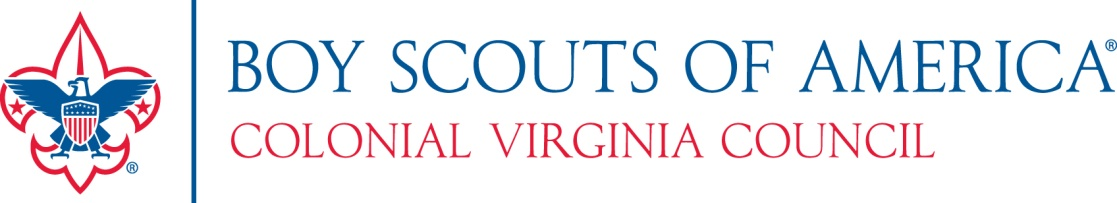 BOY SCOUTS OF AMERICA®
COLONIAL VIRGINIA COUNCIL
®